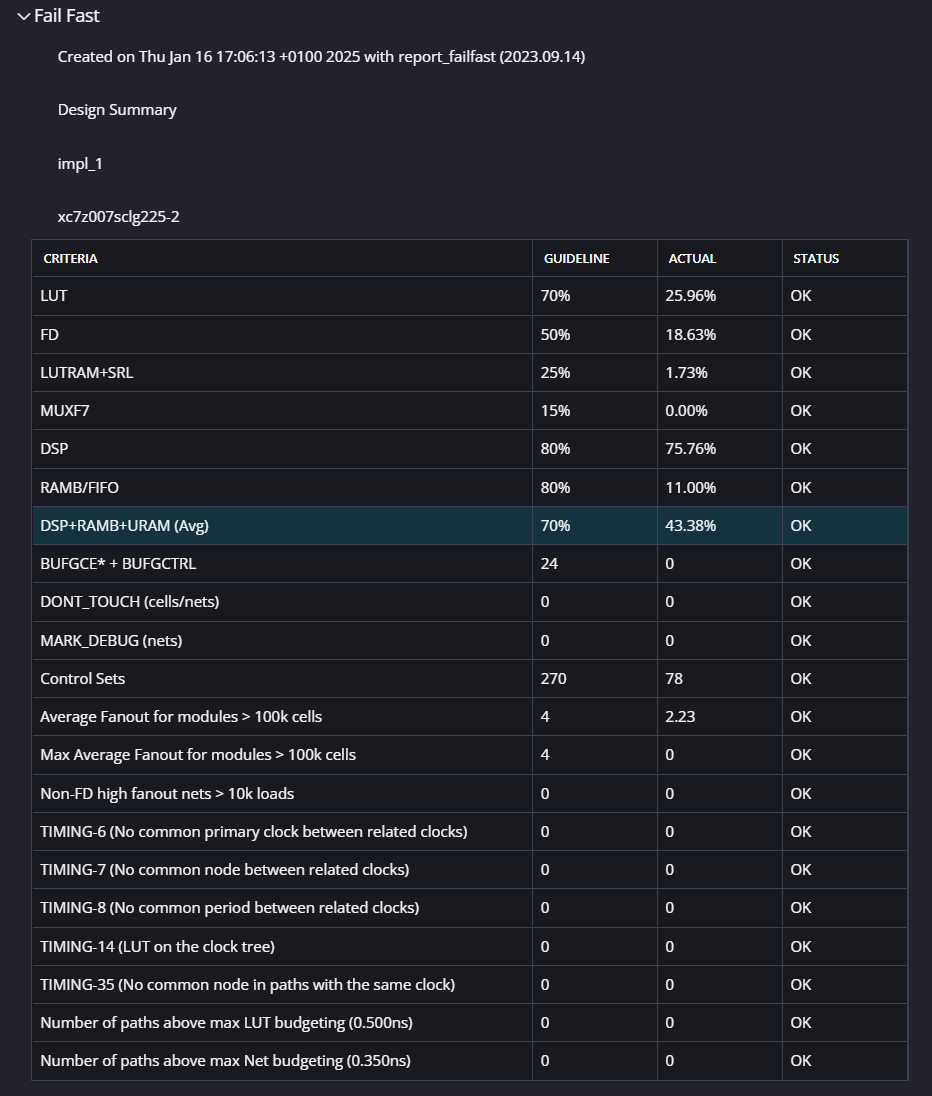 Fail Fast
Created on Thu Jan 16 17:06:13 +0100 2025 with report_failfast (2023.09.14)
Design Summary
impl_1
xc7z007sclg225-2
CRITERIA GUIDELINE ACTUAL STATUS
LUT 70% 25.96% OK
FD 50% 18.63% OK
LUTRAM+SRL 25% 1.73% OK
MUXF7 15% 0.00% OK
DSP 80% 75.76% OK
RAMB/FIFO 80% 11.00% OK
DSP+RAMB+URAM (Avg) 70% 43.38% OK
BUFGCE* + BUFGCTRL 24 0 OK
DONT_TOUCH (cells/nets) 0 0 OK
MARK_DEBUG (nets) 0 0 OK
Control Sets 270 78 OK
Average Fanout for modules > 100k cells 4 2.23 OK
Max Average Fanout for modules > 100k cells 4 0 OK
Non-FD high fanout nets > 10k loads 0 0 OK
TIMING-6 (No common primary clock between related clocks) 0 0 OK
TIMING-7 (No common node between related clocks) 0 0 OK
TIMING-8 (No common period between related clocks) 0 0 OK
TIMING-14 (LUT on the clock tree) 0 0 OK
TIMING-35 (No common node in paths with the same clock) 0 0 OK
Number of paths above max LUT budgeting (0.500ns) 0 0 OK
Number of paths above max Net budgeting (0.350ns) 0 0 OK